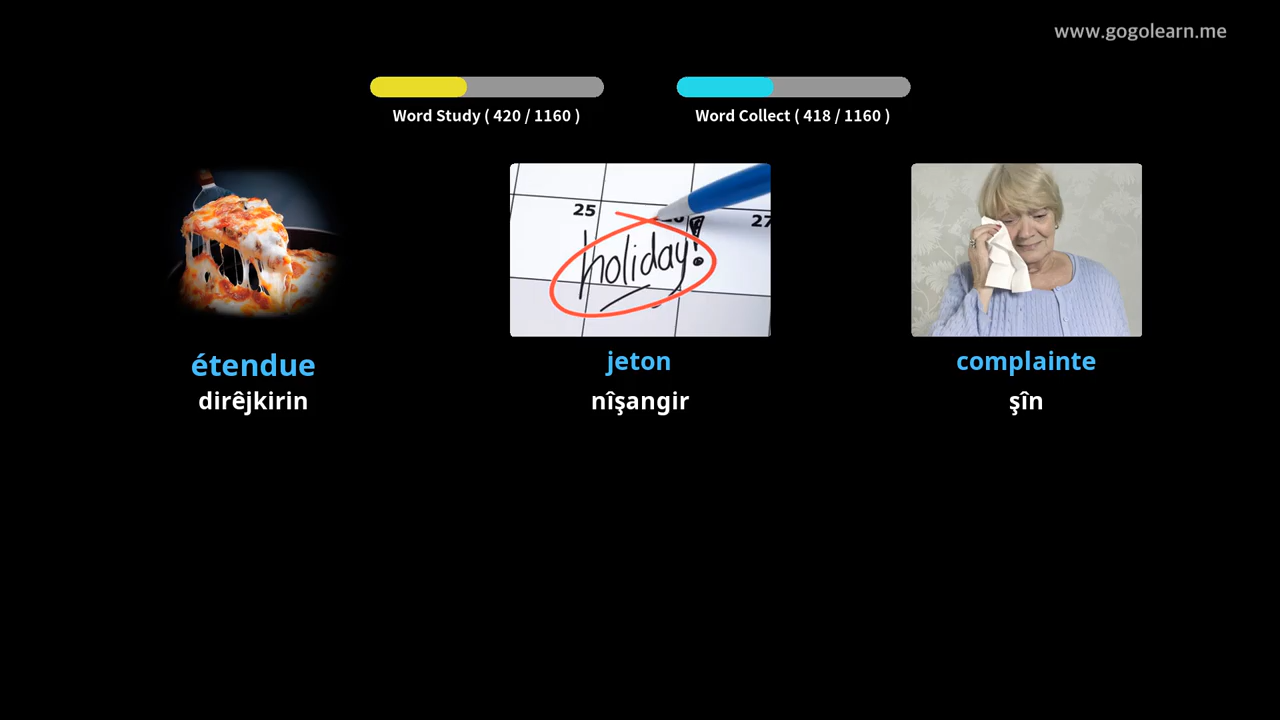 www.gogolearn.me
Word Study ( 420 / 1160 )
Word Collect ( 418 / 1160 )
25
27
holiday!
étendue
jeton
complainte
dirêjkirin
nîşangir
şîn